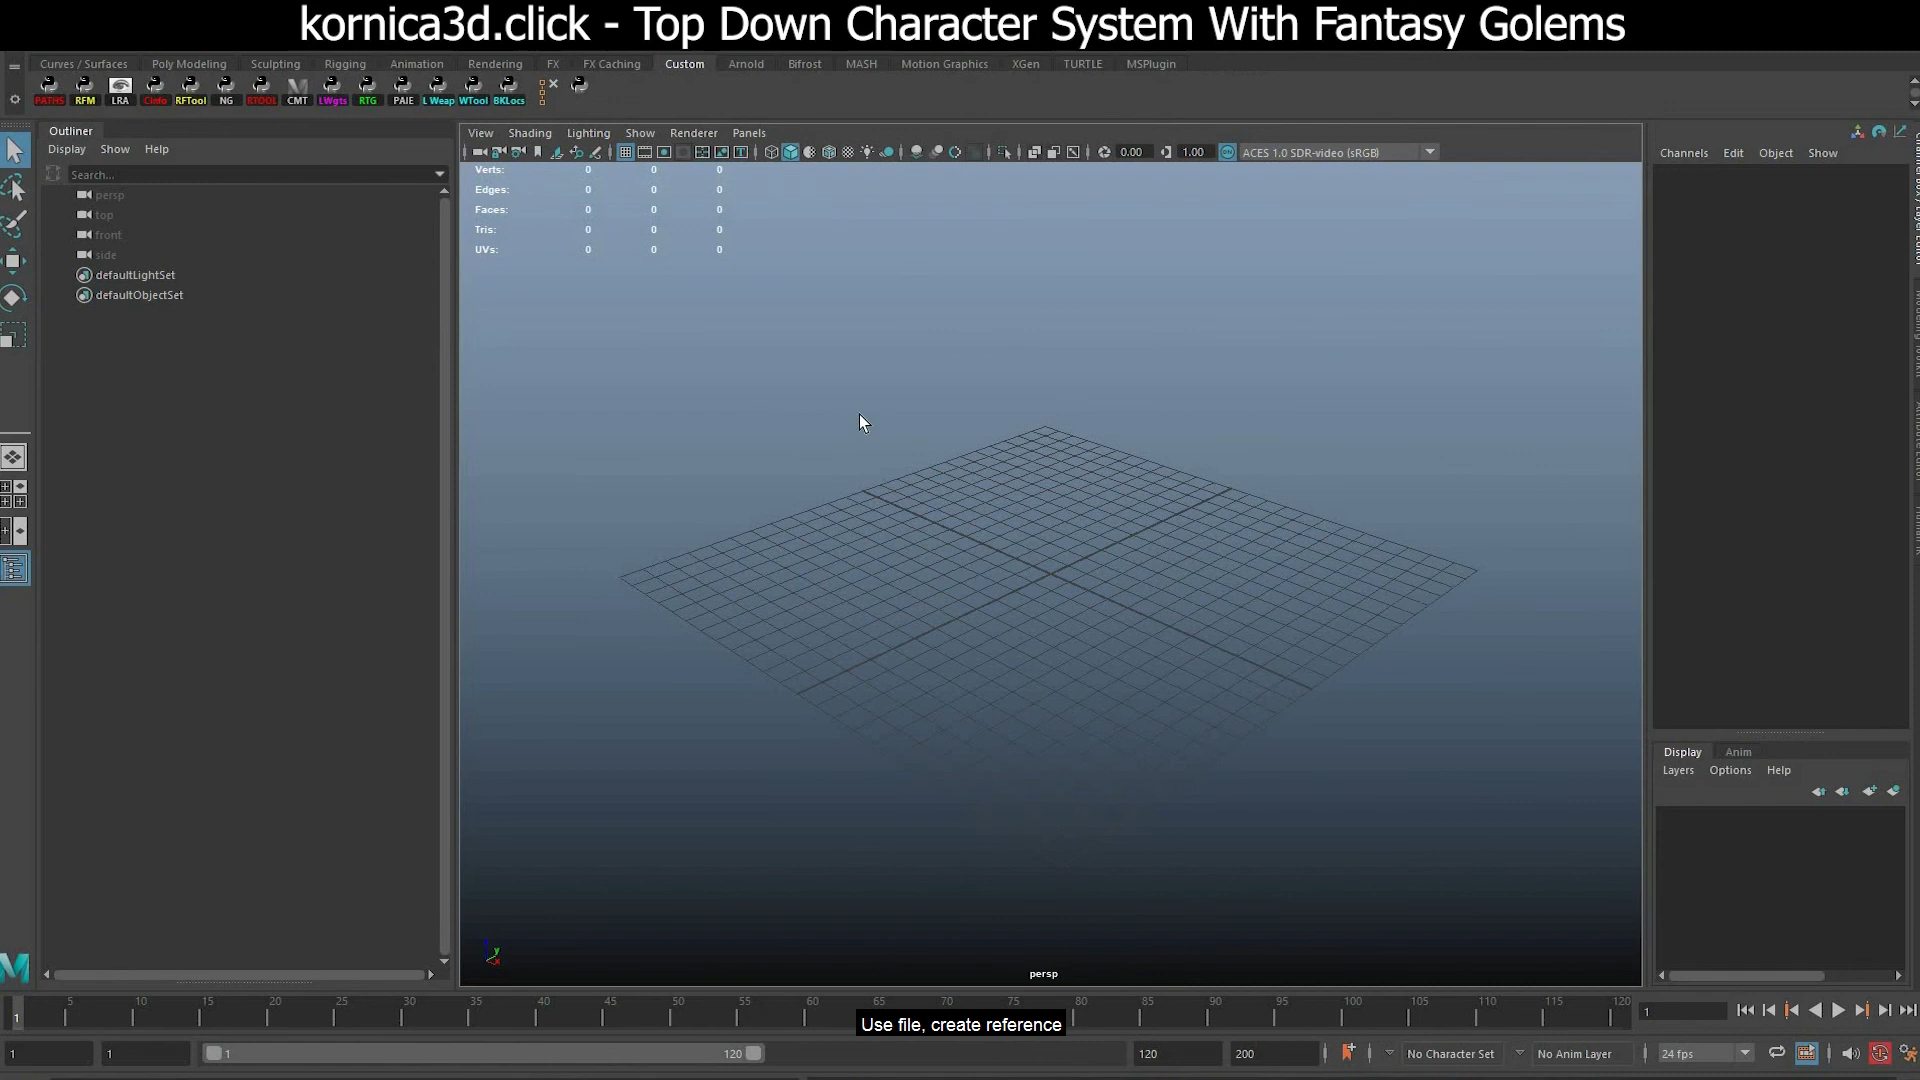 kornica3d.click - Top Down Character System With Fantasy Golems
Curves / Surfaces Poly Modeling Sculpting Rigging Animation Rendering FX FX Caching Custom Arnold Bifrost MASH Motion Graphics XGen TURTLE MSPlugin
PATHS RFM LRA CInfo RFTool NG RTOOL CMT LWgts RTG PAIE L Weap WTool BKLocs
Outliner
Display Show Help
Search...
persp
top
front
side
defaultLightSet
defaultObjectSet
View Shading Lighting Show Renderer Panels
0.00 1.00 ON ACES 1.0 SDR-video (sRGB)
Verts: 0 0 0
Edges: 0 0 0
Faces: 0 0 0
Tris: 0 0 0
UVs: 0 0 0
y
x
persp
Channels Edit Object Show
Display Anim
Layers Options Help
5 10 15 20 25 30 35 40 45 50 55 60 65 70 75 80 85 90 95 100 105 110 115 120
1
1
Use file, create reference
1 1 1 120 120 200 No Character Set No Anim Layer 24 fps